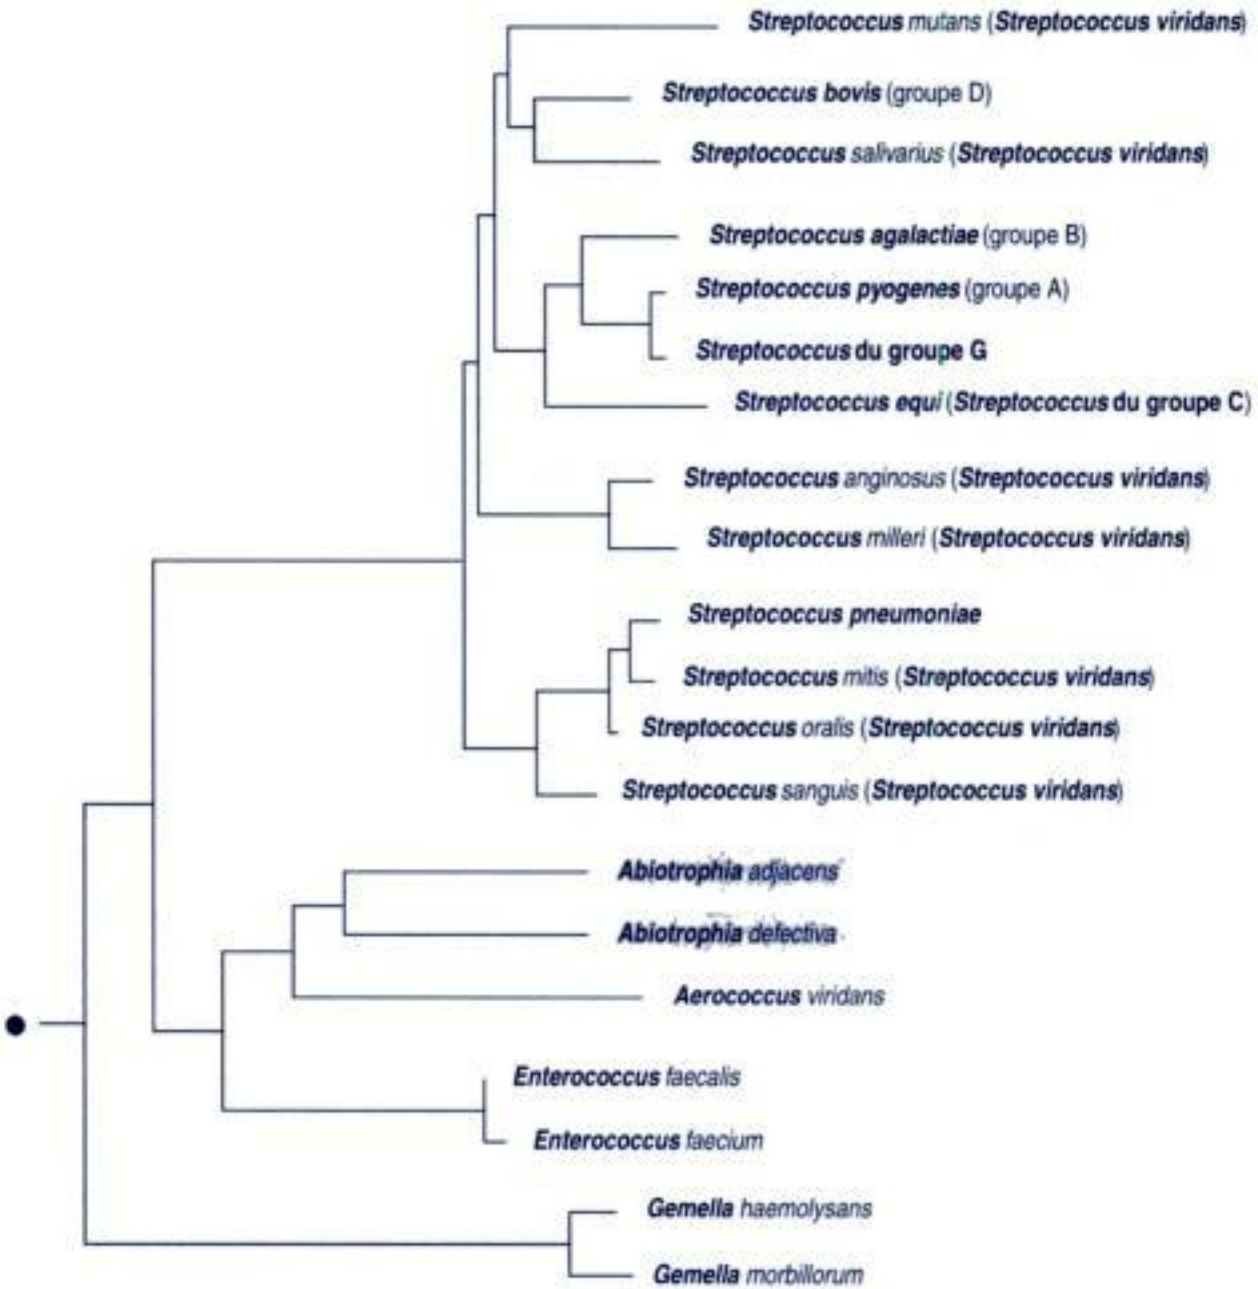 Streptococcus mutans (Streptococcus viridans)
Streptococcus bovis (groupe D)
Streptococcus salivarius (Streptococcus viridans)
Streptococcus agalactiae (groupe B)
Streptococcus pyogenes (groupe A)
Streptococcus du groupe G
Streptococcus equi (Streptococcus du groupe C)
Streptococcus anginosus (Streptococcus viridans)
Streptococcus milleri (Streptococcus viridans)
Streptococcus pneumoniae
Streptococcus mitis (Streptococcus viridans)
Streptococcus oralis (Streptococcus viridans)
Streptococcus sanguis (Streptococcus viridans)
Abiotrophia adjacens
Abiotrophia defectiva
Aerococcus viridans
Enterococcus faecalis
Enterococcus faecium
Gemella haemolysans
Gemella morbillorum